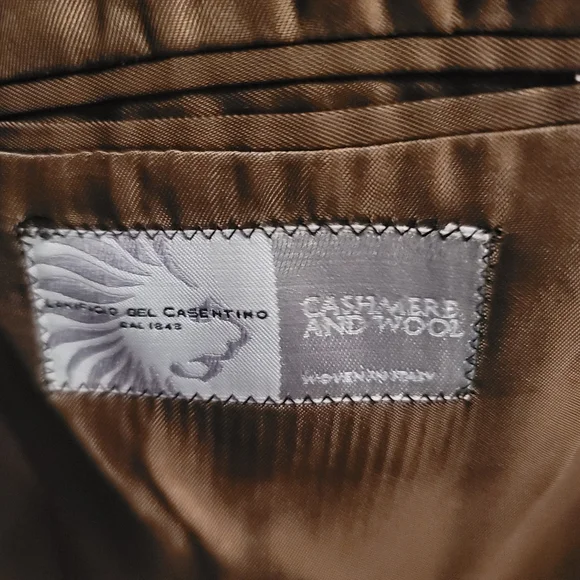 LANIFICIO DEL CASENTINO
DAL 1848
CASHMERE
AND WOOL
WOVEN IN ITALY